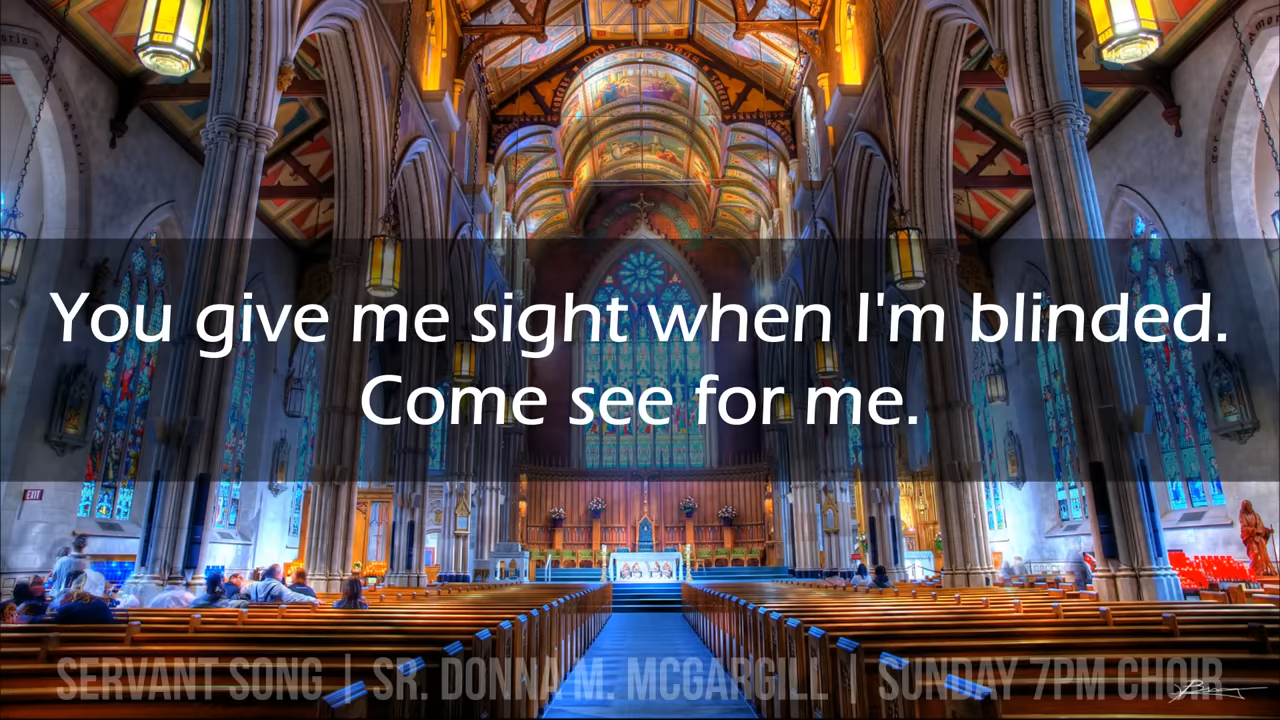 You give me sight when I'm blinded.
Come see for me.
EXIT
SERVANT SONG | SR. DONNA M. MCGARGILL | SUNDAY 7PM CHOIR